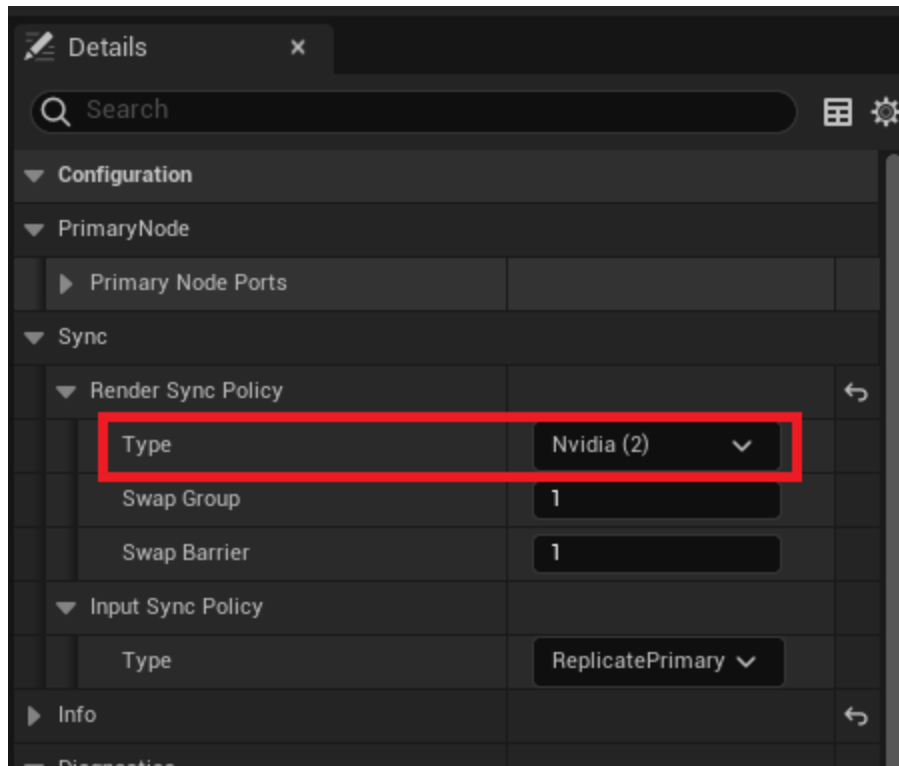 Details
Search
Configuration
PrimaryNode
Primary Node Ports
Sync
Render Sync Policy
Type Nvidia (2)
Swap Group 1
Swap Barrier 1
Input Sync Policy
Type ReplicatePrimary
Info
Diagnostics